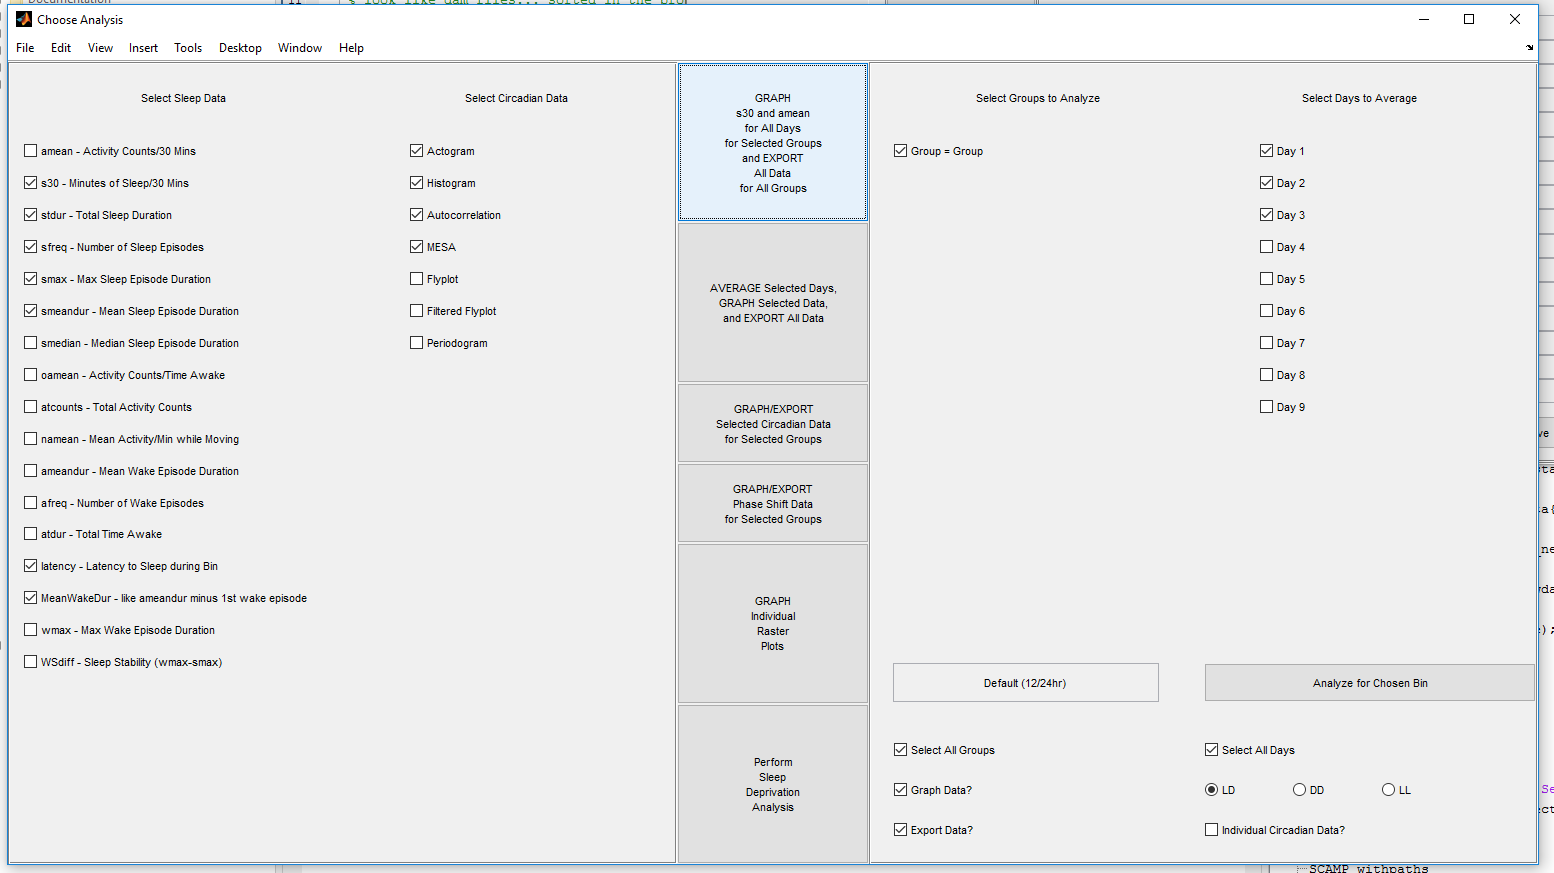 Documentation
11
% look like dam files... sorted in the pro
Choose Analysis
File Edit View Insert Tools Desktop Window Help
Select Sleep Data
amean - Activity Counts/30 Mins
s30 - Minutes of Sleep/30 Mins
stdur - Total Sleep Duration
sfreq - Number of Sleep Episodes
smax - Max Sleep Episode Duration
smeandur - Mean Sleep Episode Duration
smedian - Median Sleep Episode Duration
oamean - Activity Counts/Time Awake
atcounts - Total Activity Counts
namean - Mean Activity/Min while Moving
ameandur - Mean Wake Episode Duration
afreq - Number of Wake Episodes
atdur - Total Time Awake
latency - Latency to Sleep during Bin
MeanWakeDur - like ameandur minus 1st wake episode
wmax - Max Wake Episode Duration
WSdiff - Sleep Stability (wmax-smax)
Select Circadian Data
Actogram
Histogram
Autocorrelation
MESA
Flyplot
Filtered Flyplot
Periodogram
GRAPH
s30 and amean
for All Days
for Selected Groups
and EXPORT
All Data
for All Groups
AVERAGE Selected Days,
GRAPH Selected Data,
and EXPORT All Data
GRAPH/EXPORT
Selected Circadian Data
for Selected Groups
GRAPH/EXPORT
Phase Shift Data
for Selected Groups
GRAPH
Individual
Raster
Plots
Perform
Sleep
Deprivation
Analysis
Select Groups to Analyze
Group = Group
Select Days to Average
Day 1
Day 2
Day 3
Day 4
Day 5
Day 6
Day 7
Day 8
Day 9
Default (12/24hr)
Analyze for Chosen Bin
Select All Groups
Select All Days
Graph Data?
LD DD LL
Export Data?
Individual Circadian Data?
SCAMP withpaths